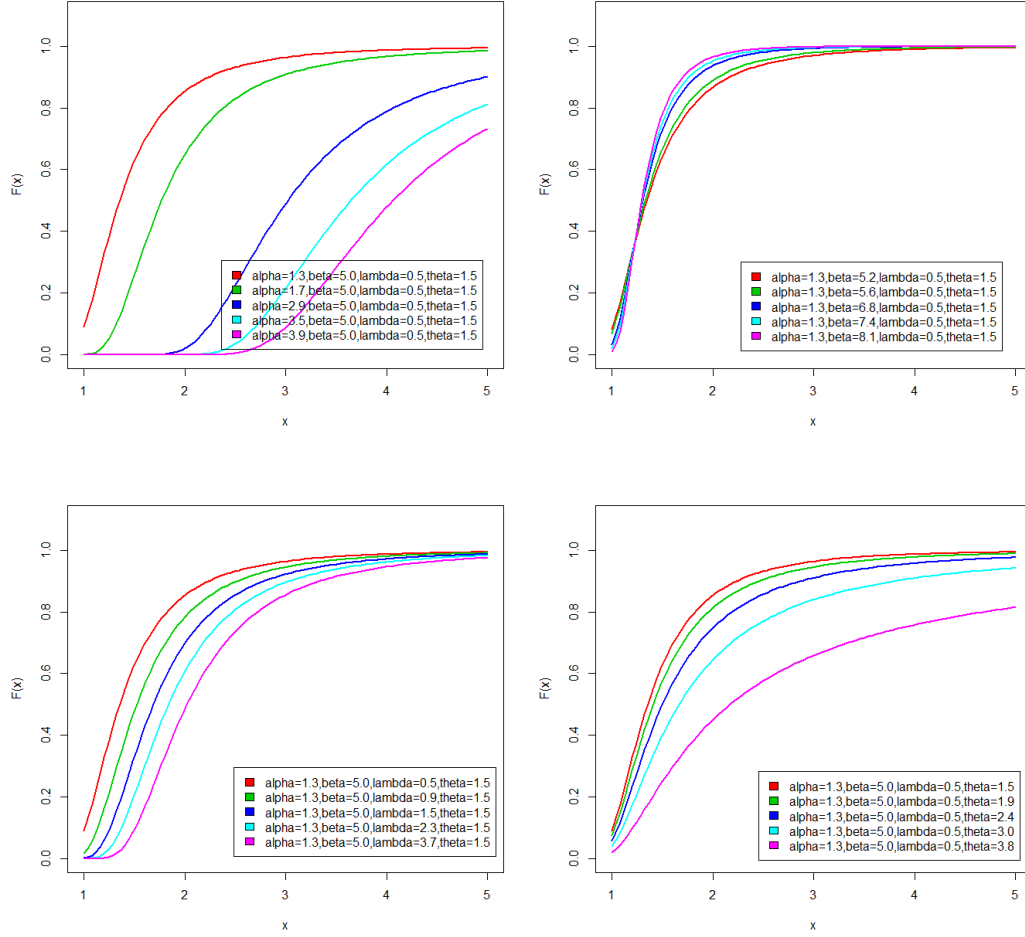 1.0
0.8
0.6
0.4
0.2
0.0
F(x)
alpha=1.3,beta=5.0,lambda=0.5,theta=1.5
alpha=1.7,beta=5.0,lambda=0.5,theta=1.5
alpha=2.9,beta=5.0,lambda=0.5,theta=1.5
alpha=3.5,beta=5.0,lambda=0.5,theta=1.5
alpha=3.9,beta=5.0,lambda=0.5,theta=1.5
1 2 3 4 5
x
1.0
0.8
0.6
0.4
0.2
0.0
F(x)
alpha=1.3,beta=5.2,lambda=0.5,theta=1.5
alpha=1.3,beta=5.6,lambda=0.5,theta=1.5
alpha=1.3,beta=6.8,lambda=0.5,theta=1.5
alpha=1.3,beta=7.4,lambda=0.5,theta=1.5
alpha=1.3,beta=8.1,lambda=0.5,theta=1.5
1 2 3 4 5
x
1.0
0.8
0.6
0.4
0.2
0.0
F(x)
alpha=1.3,beta=5.0,lambda=0.5,theta=1.5
alpha=1.3,beta=5.0,lambda=0.9,theta=1.5
alpha=1.3,beta=5.0,lambda=1.5,theta=1.5
alpha=1.3,beta=5.0,lambda=2.3,theta=1.5
alpha=1.3,beta=5.0,lambda=3.7,theta=1.5
1 2 3 4 5
x
1.0
0.8
0.6
0.4
0.2
0.0
F(x)
alpha=1.3,beta=5.0,lambda=0.5,theta=1.5
alpha=1.3,beta=5.0,lambda=0.5,theta=1.9
alpha=1.3,beta=5.0,lambda=0.5,theta=2.4
alpha=1.3,beta=5.0,lambda=0.5,theta=3.0
alpha=1.3,beta=5.0,lambda=0.5,theta=3.8
1 2 3 4 5
x